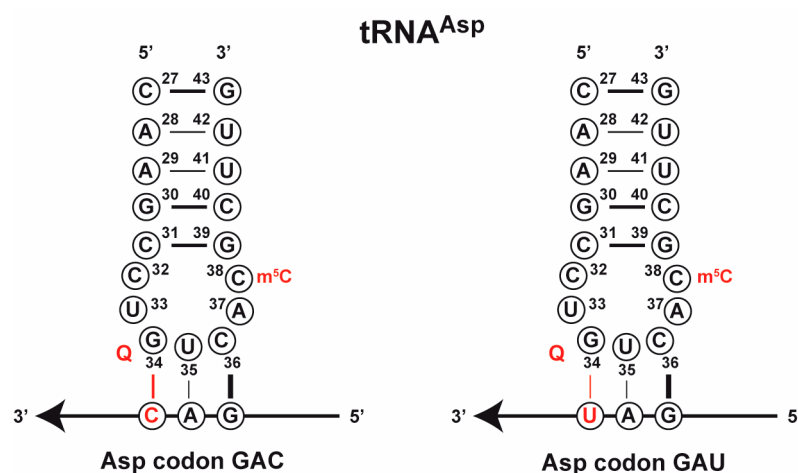 tRNAAsp
5’ 3’ 5’ 3’
C 27 43 G C 27 43 G
A 28 42 U A 28 42 U
A 29 41 U A 29 41 U
G 30 40 C G 30 40 C
C 31 39 G C 31 39 G
C 32 38 C m5C C 32 38 C m5C
U 33 37 A U 33 37 A
Q G 34 U 35 C 36 Q G 34 U 35 C 36
3’ C A G 5’ 3’ U A G 5
Asp codon GAC Asp codon GAU